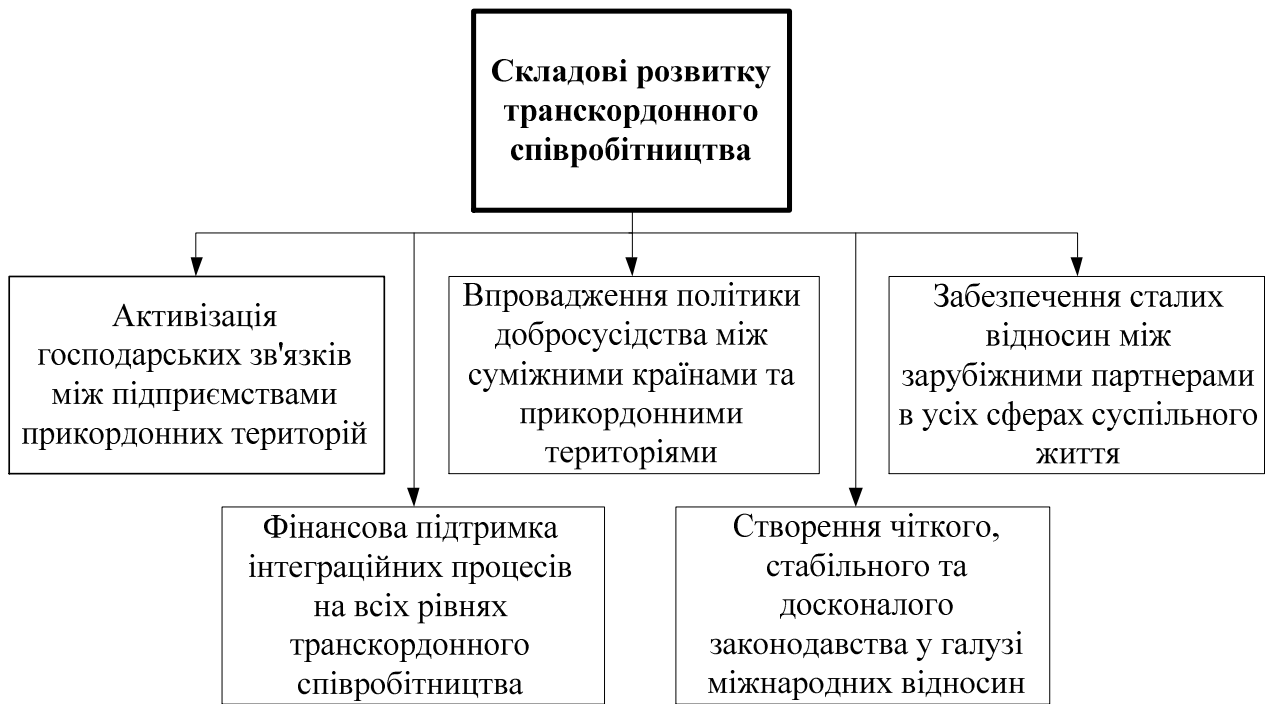 Складові розвитку
транскордонного
співробітництва
Активізація
господарських зв'язків
між підприємствами
прикордонних територій
Впровадження політики
добросусідства між
суміжними країнами та
прикордонними
територіями
Забезпечення сталих
відносин між
зарубіжними партнерами
в усіх сферах суспільного
життя
Фінансова підтримка
інтеграційних процесів
на всіх рівнях
транскордонного
співробітництва
Створення чіткого,
стабільного та
досконалого
законодавства у галузі
міжнародних відносин